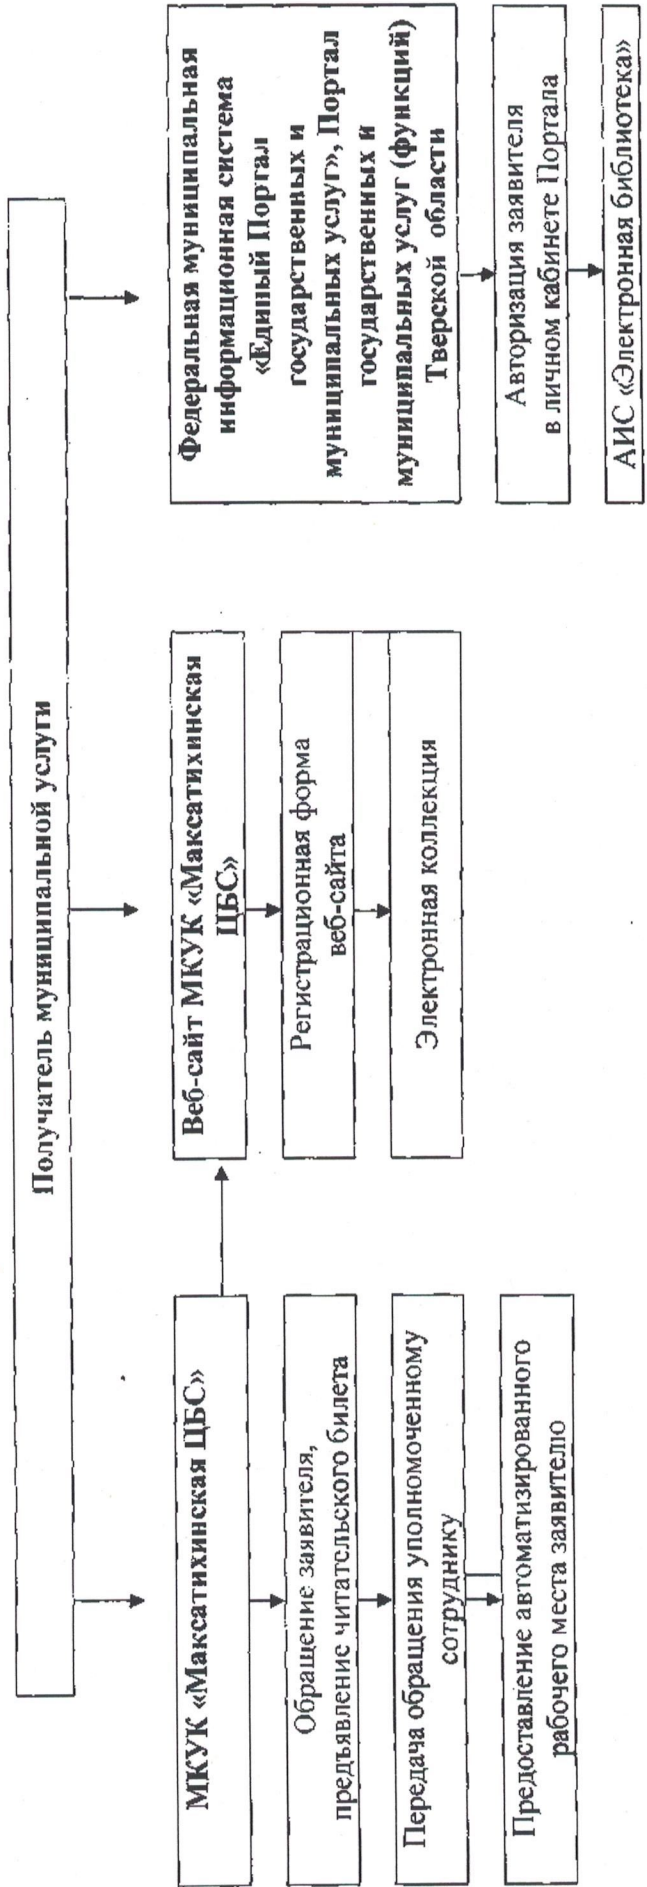 Получатель муниципальной услуги
МКУК «Максатихинская ЦБС»
Обращение заявителя,
предъявление читательского билета
Передача обращения уполномоченному
сотруднику
Предоставление автоматизированного
рабочего места заявителю
Веб-сайт МКУК «Максатихинская
ЦБС»
Регистрационная форма
веб-сайта
Электронная коллекция
Федеральная муниципальная
информационная система
«Единый Портал
государственных и
муниципальных услуг», Портал
государственных и
муниципальных услуг (функций)
Тверской области
Авторизация заявителя
в личном кабинете Портала
АИС «Электронная библиотека»